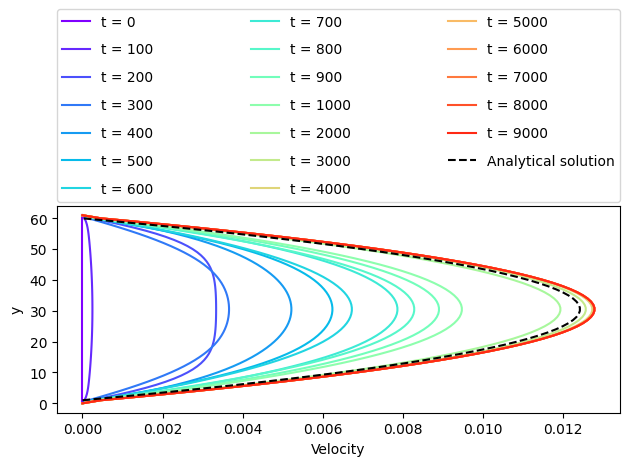 t = 0
t = 100
t = 200
t = 300
t = 400
t = 500
t = 600
t = 700
t = 800
t = 900
t = 1000
t = 2000
t = 3000
t = 4000
t = 5000
t = 6000
t = 7000
t = 8000
t = 9000
Analytical solution
60
50
40
30
20
10
0
y
0.000 0.002 0.004 0.006 0.008 0.010 0.012
Velocity